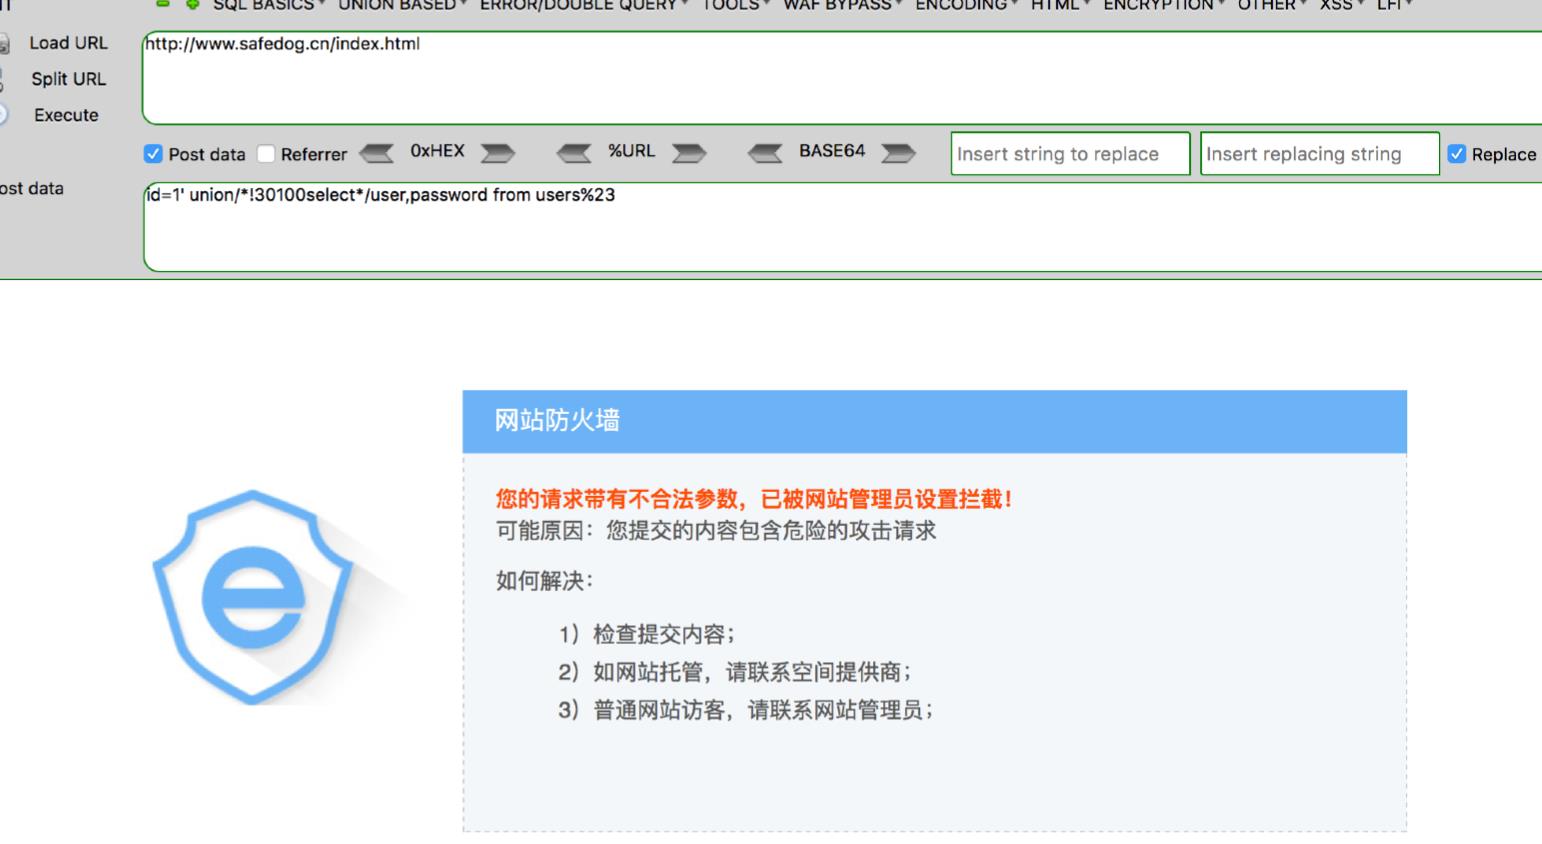 SQL BASICS UNION BASED ERROR/DOUBLE QUERY TOOLS WAF BYPASS ENCODING HTML ENCRYPTION OTHER XSS LFI
Load URL
http://www.safedog.cn/index.html
Split URL
Execute
Post data Referrer 0xHEX %URL BASE64 Insert string to replace Insert replacing string Replace
ost data
id=1' union/*!30100select*/user,password from users%23
网站防火墙
您的请求带有不合法参数，已被网站管理员设置拦截！
可能原因：您提交的内容包含危险的攻击请求
如何解决：
1）检查提交内容；
2）如网站托管，请联系空间提供商；
3）普通网站访客，请联系网站管理员；
e